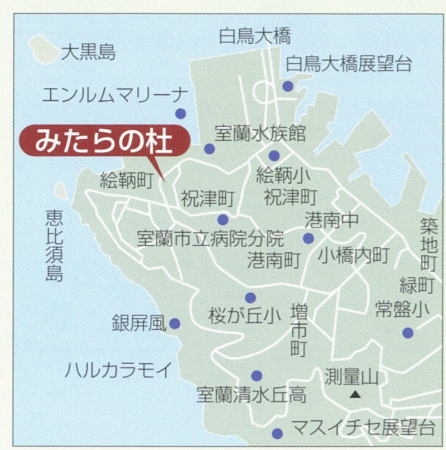 白鳥大橋
大黒島
白鳥大橋展望台
エンルムマリーナ
みたらの杜
室蘭水族館
絵鞆町
絵鞆小
祝津町
祝津町
恵比須島
港南中
築地町
室蘭市立病院分院
港南町
小橋内町
緑町
桜が丘小
増市町
常盤小
銀屏風
ハルカラモイ
測量山
室蘭清水丘高
マスイチセ展望台